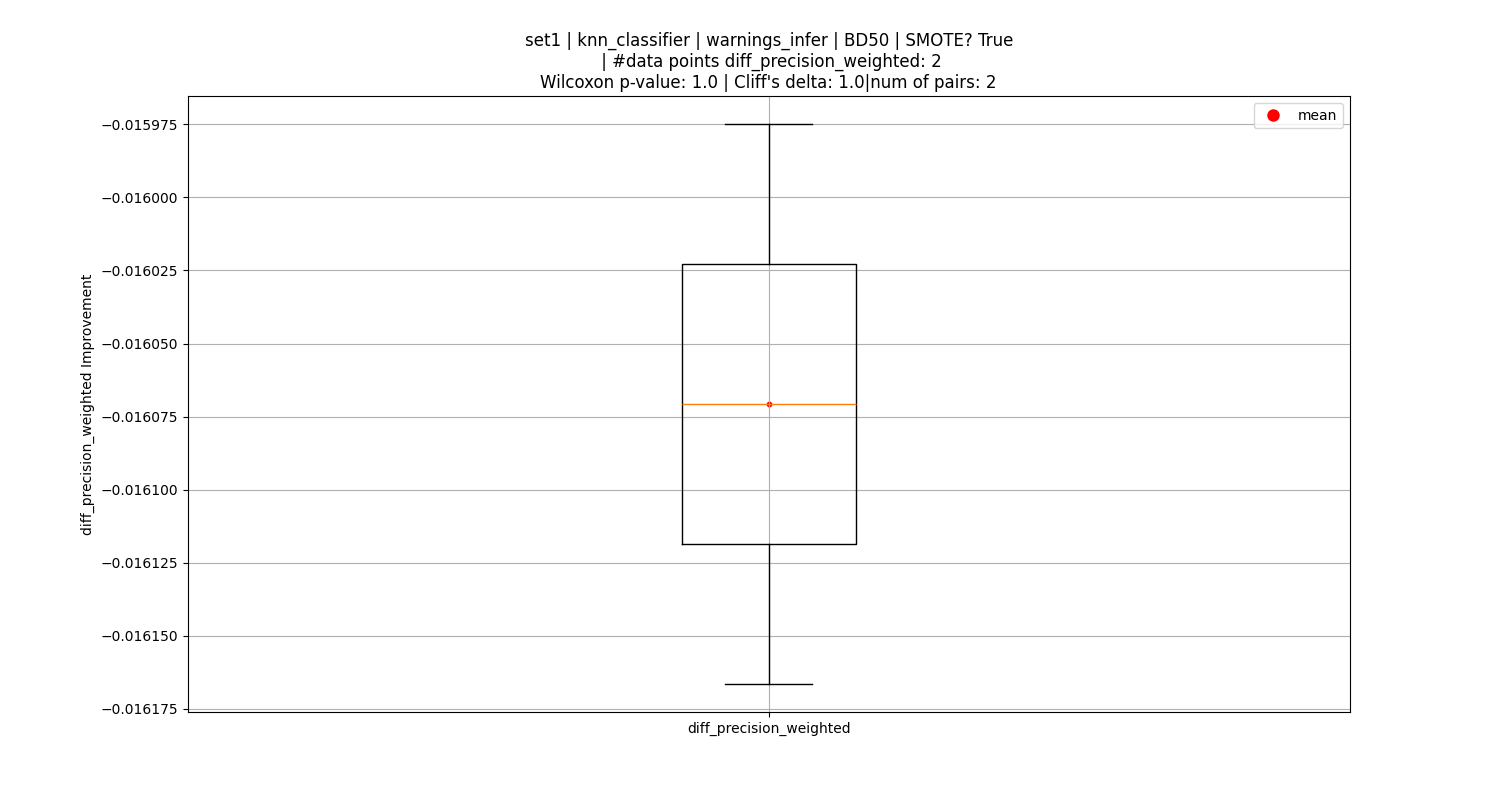 set1 | knn_classifier | warnings_infer | BD50 | SMOTE? True
| #data points diff_precision_weighted: 2
Wilcoxon p-value: 1.0 | Cliff's delta: 1.0|num of pairs: 2
mean
−0.015975
−0.016000
−0.016025
−0.016050
−0.016075
−0.016100
−0.016125
−0.016150
−0.016175
diff_precision_weighted Improvement
diff_precision_weighted